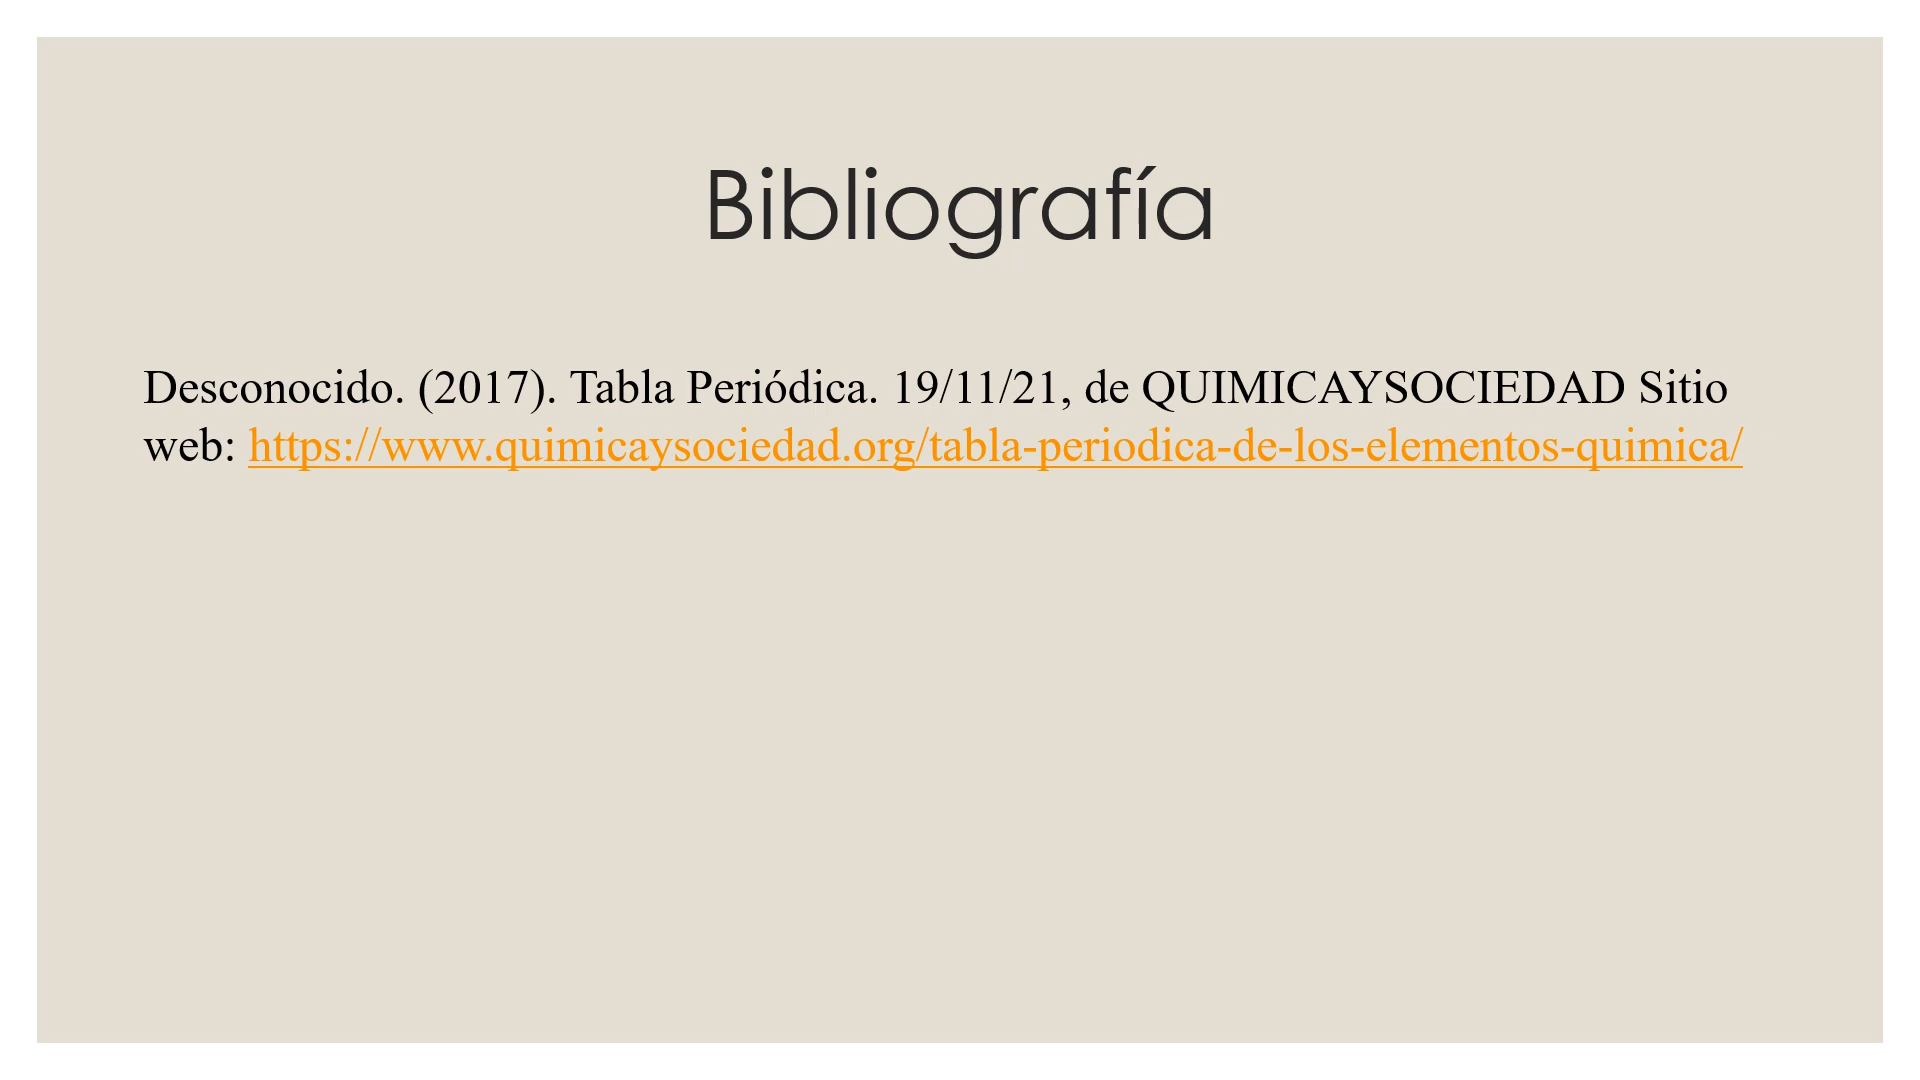 Bibliografía
Desconocido. (2017). Tabla Periódica. 19/11/21, de QUIMICAYSOCIEDAD Sitio
web: https://www.quimicaysociedad.org/tabla-periodica-de-los-elementos-quimica/